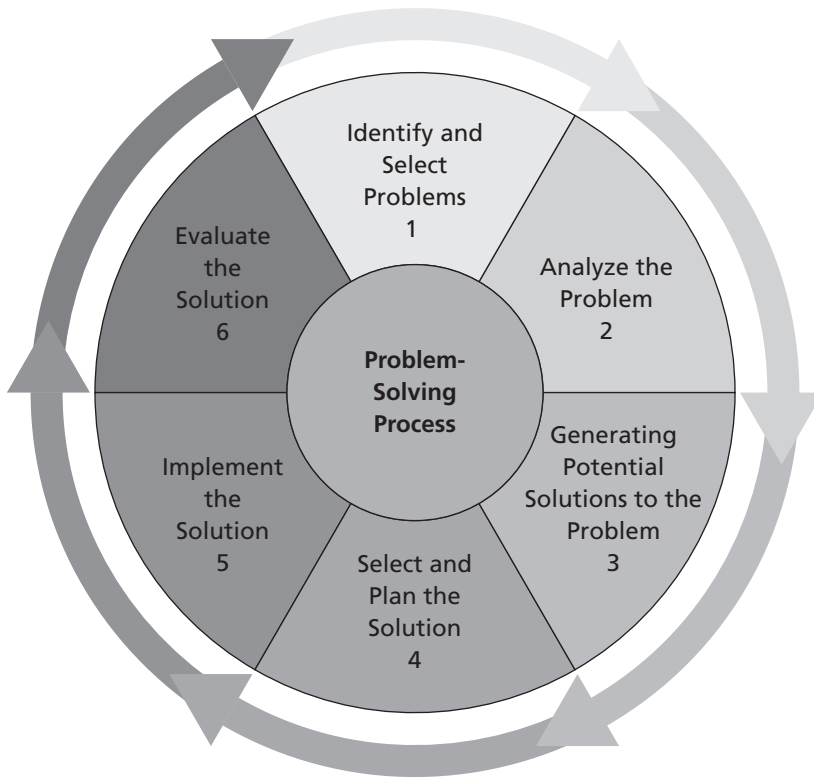 Identify and
Select
Problems
1
Analyze the
Problem
2
Generating
Potential
Solutions to the
Problem
3
Select and
Plan the
Solution
4
Implement
the
Solution
5
Evaluate
the
Solution
6
Problem-
Solving
Process